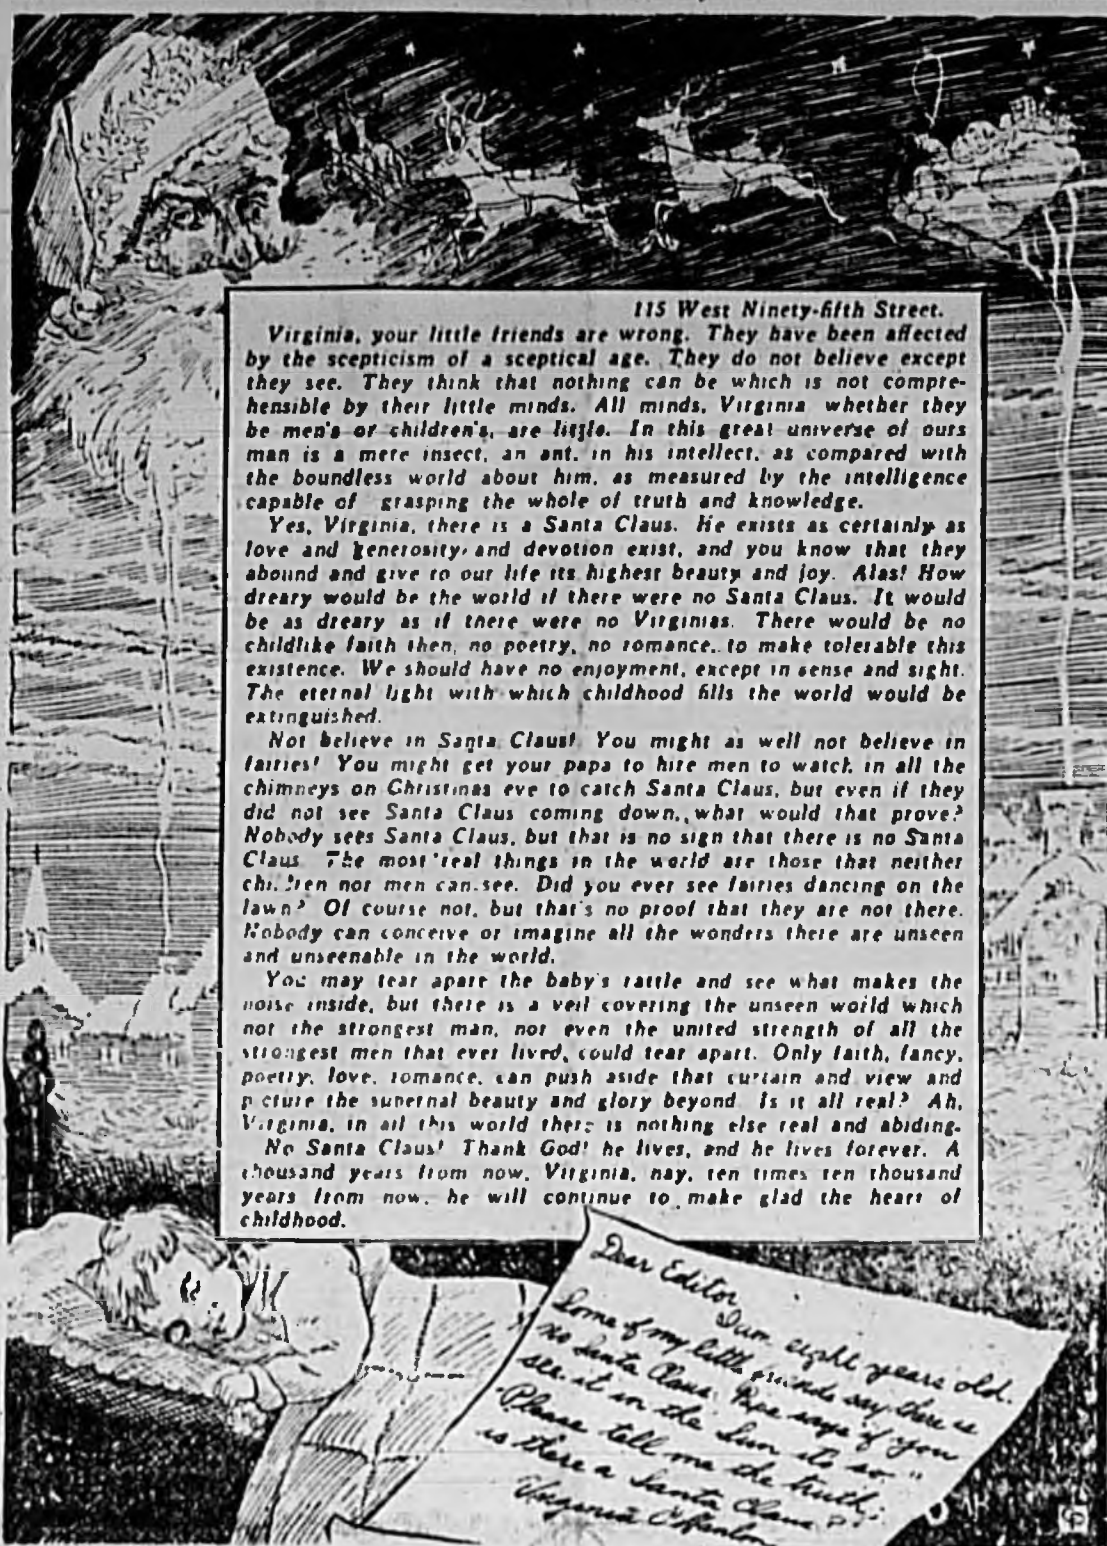 115 West Ninety-fifth Street.
Virginia, your little friends are wrong. They have been affected
by the scepticism of a sceptical age. They do not believe except
they see. They think that nothing can be which is not compre-
hensible by their little minds. All minds, Virginia whether they
be men's or children's, are little. In this great universe of ours
man is a mere insect, an ant, in his intellect, as compared with
the boundless world about him, as measured by the intelligence
capable of grasping the whole of truth and knowledge.
Yes, Virginia, there is a Santa Claus. He exists as certainly as
love and generosity and devotion exist, and you know that they
abound and give to our life its highest beauty and joy. Alas! How
dreary would be the world if there were no Santa Claus. It would
be as dreary as if there were no Virginias. There would be no
childlike faith then, no poetry, no romance, to make tolerable this
existence. We should have no enjoyment, except in sense and sight.
The eternal light with which childhood fills the world would be
extinguished.
Not believe in Santa Claus! You might as well not believe in
fairies! You might get your papa to hire men to watch in all the
chimneys on Christmas eve to catch Santa Claus, but even if they
did not see Santa Claus coming down, what would that prove?
Nobody sees Santa Claus, but that is no sign that there is no Santa
Claus. The most real things in the world are those that neither
children nor men can see. Did you ever see fairies dancing on the
lawn? Of course not, but that's no proof that they are not there.
Nobody can conceive or imagine all the wonders there are unseen
and unseenable in the world.
You may tear apart the baby's rattle and see what makes the
noise inside, but there is a veil covering the unseen world which
not the strongest man, nor even the united strength of all the
strongest men that ever lived, could tear apart. Only faith, fancy,
poetry, love, romance, can push aside that curtain and view and
picture the supernal beauty and glory beyond. Is it all real? Ah,
Virginia, in all this world there is nothing else real and abiding.
No Santa Claus! Thank God! he lives, and he lives forever. A
thousand years from now, Virginia, nay, ten times ten thousand
years from now, he will continue to make glad the heart of
childhood.
Dear Editor,
I am eight years old.
Some of my little friends say there is
no Santa Claus. Papa says "if you
see it in the Sun it's so."
Please tell me the truth;
is there a Santa Claus?
Virginia O'Hanlon